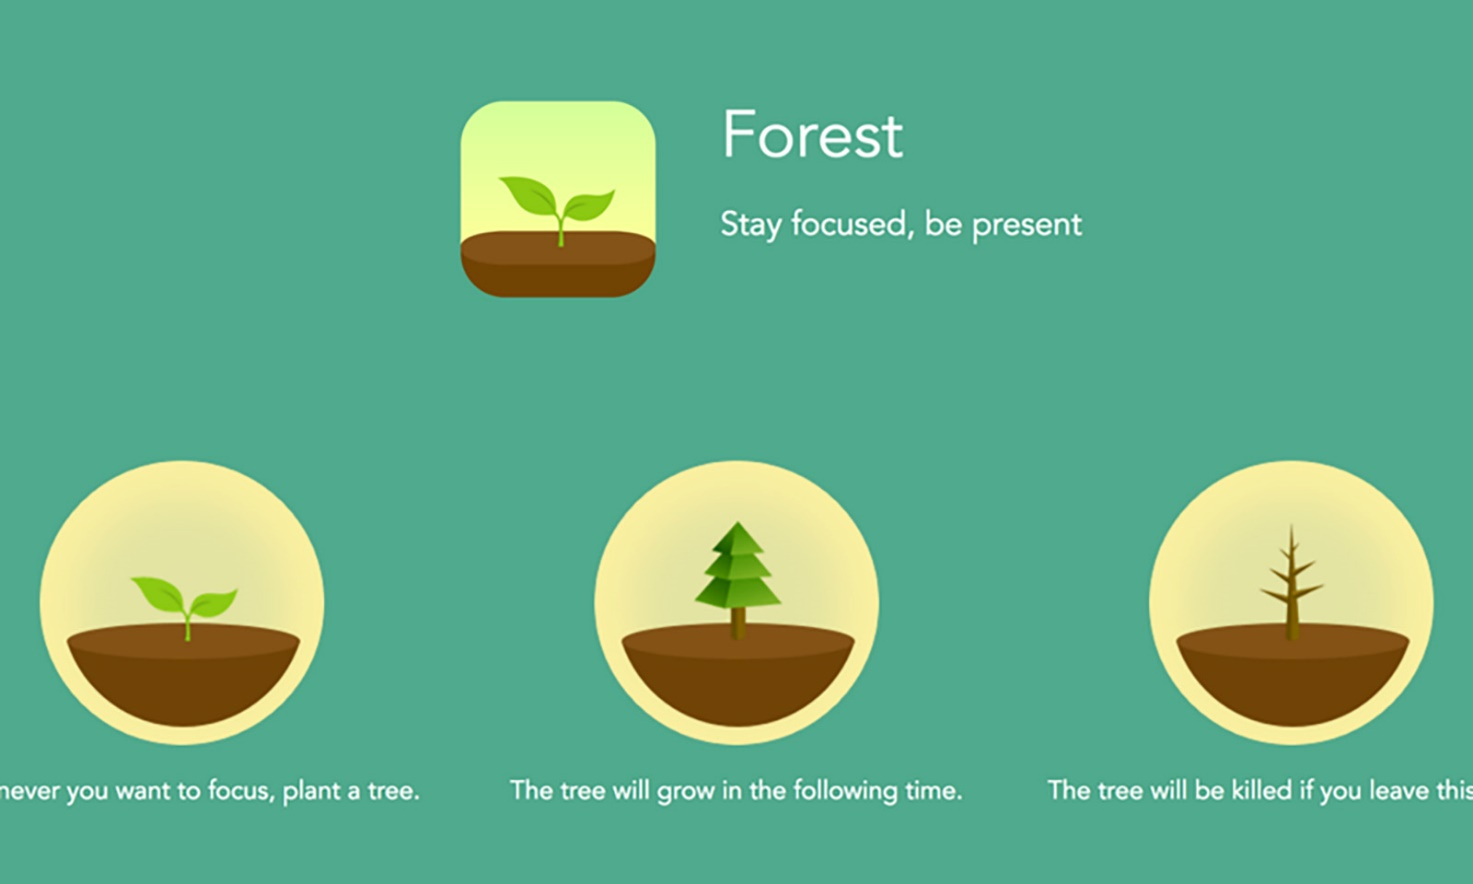 Forest
Stay focused, be present
never you want to focus, plant a tree.
The tree will grow in the following time.
The tree will be killed if you leave this